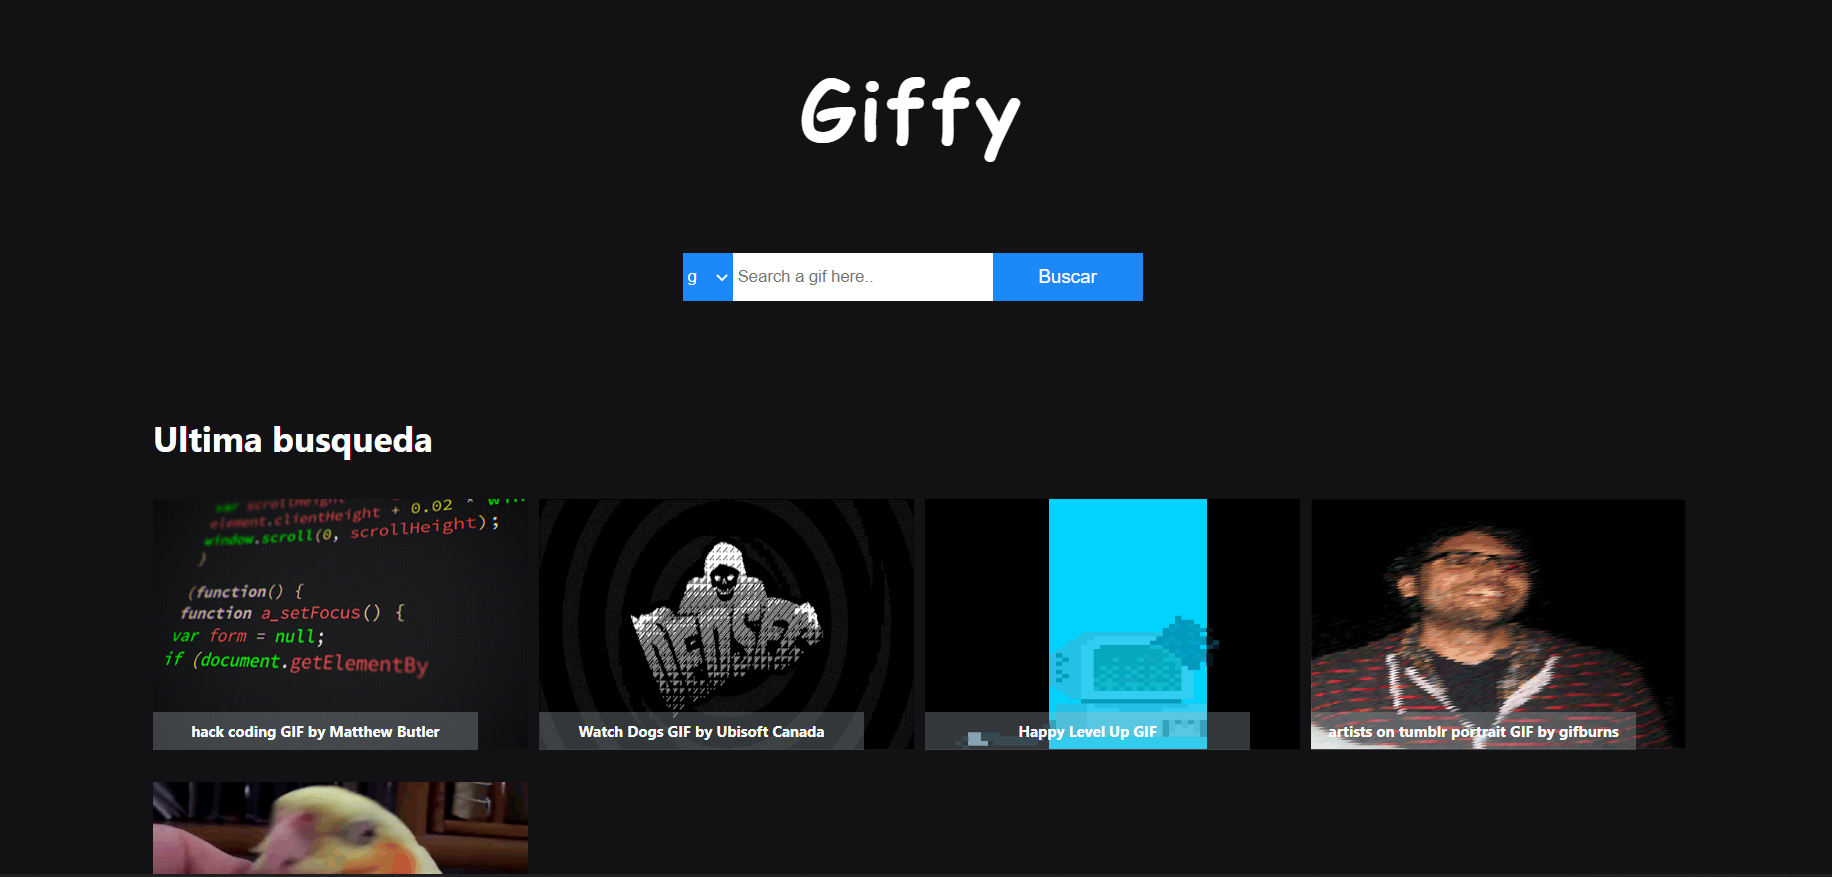 Giffy
g
Search a gif here..
Buscar
Ultima busqueda
var scrollHeight
element.clientHeight + 0.02 *
window.scroll(0, scrollHeight);
}
(function() {
function a_setFocus() {
var form = null;
if (document.getElementBy
hack coding GIF by Matthew Butler
Watch Dogs GIF by Ubisoft Canada
Happy Level Up GIF
artists on tumblr portrait GIF by gifburns